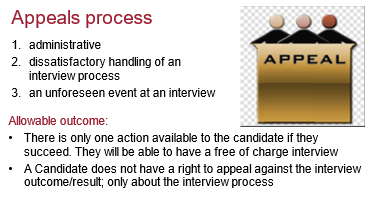 Appeals process
1. administrative
2. dissatisfactory handling of an
interview process
3. an unforeseen event at an interview
APPEAL
Allowable outcome:
• There is only one action available to the candidate if they
succeed. They will be able to have a free of charge interview
• A Candidate does not have a right to appeal against the interview
outcome/result; only about the interview process